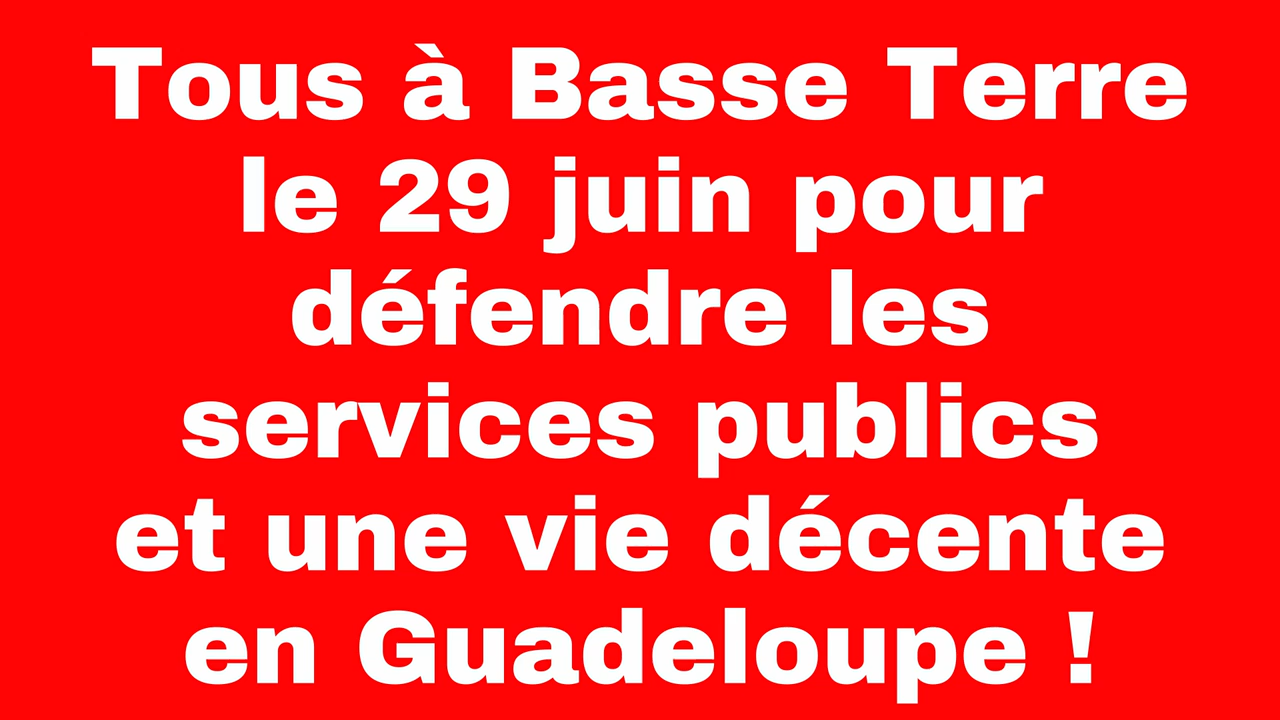 Tous à Basse Terre
le 29 juin pour
défendre les
services publics
et une vie décente
en Guadeloupe !